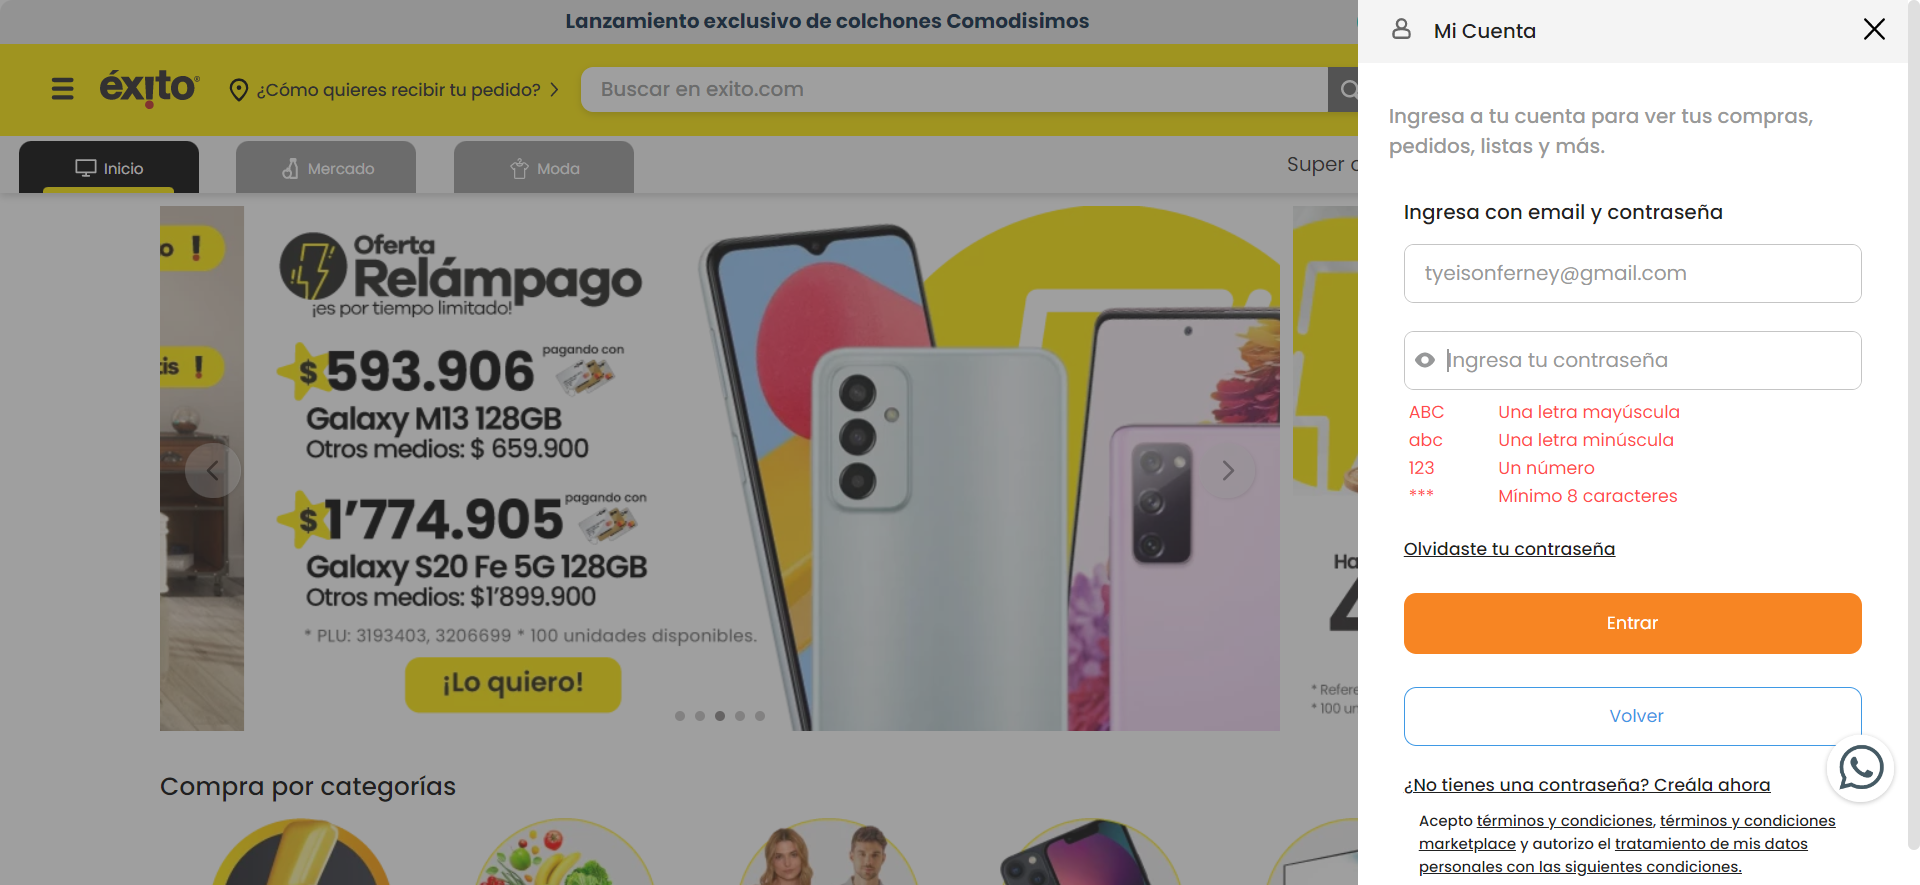 Lanzamiento exclusivo de colchones Comodisimos
éxito
¿Cómo quieres recibir tu pedido?
Buscar en exito.com
Inicio
Mercado
Moda
Super
Oferta
Relámpago
¡es por tiempo limitado!
$ 593.906 pagando con
Galaxy M13 128GB
Otros medios: $ 659.900
$ 1'774.905 pagando con
Galaxy S20 Fe 5G 128GB
Otros medios: $1'899.900
* PLU: 3193403, 3206699 * 100 unidades disponibles.
¡Lo quiero!
Compra por categorías
Mi Cuenta
Ingresa a tu cuenta para ver tus compras,
pedidos, listas y más.
Ingresa con email y contraseña
tyeisonferney@gmail.com
Ingresa tu contraseña
ABC Una letra mayúscula
abc Una letra minúscula
123 Un número
*** Mínimo 8 caracteres
Olvidaste tu contraseña
Entrar
Volver
¿No tienes una contraseña? Creála ahora
Acepto términos y condiciones, términos y condiciones
marketplace y autorizo el tratamiento de mis datos
personales con las siguientes condiciones.